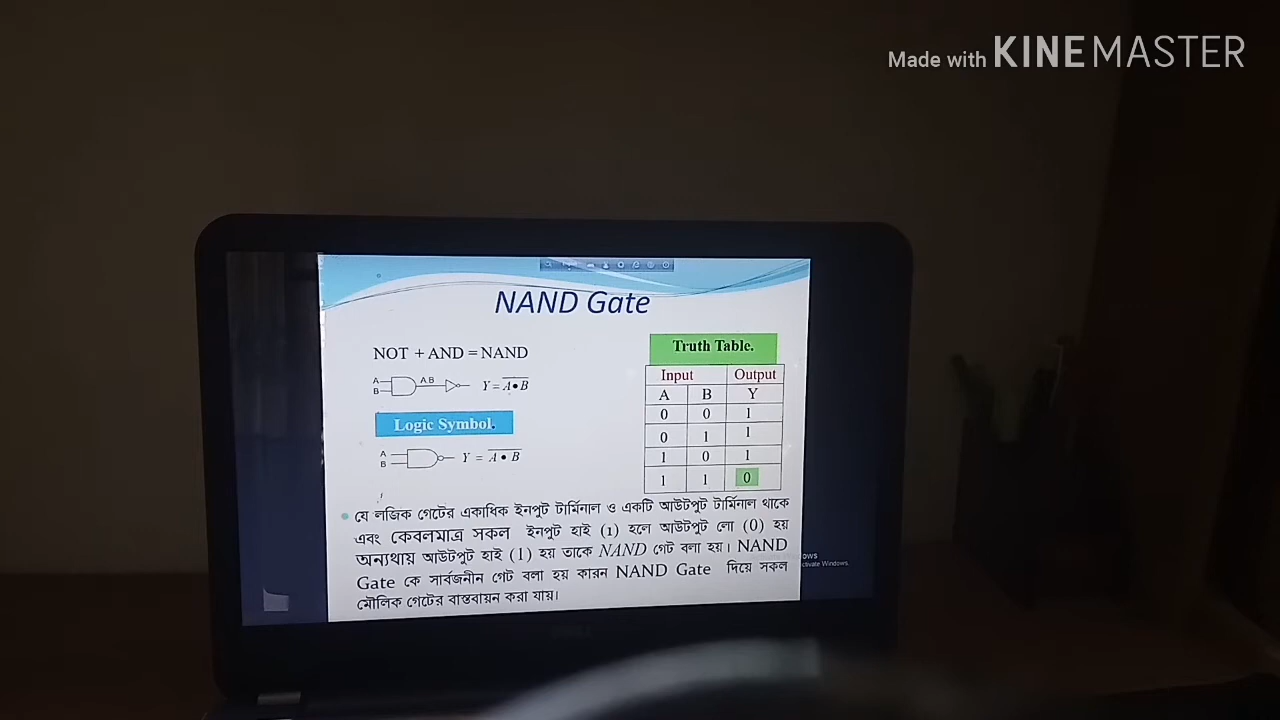 Made with KINEMASTER
NAND Gate
NOT + AND = NAND
A
B
A.B
Y = A•B
Logic Symbol.
A
B
Y = A • B
Truth Table.
Input Output
A B Y
0 0 1
0 1 1
1 0 1
1 1 0
যে লজিক গেটের একাধিক ইনপুট টার্মিনাল ও একটি আউটপুট টার্মিনাল থাকে
এবং কেবলমাত্র সকল ইনপুট হাই (1) হলে আউটপুট লো (0) হয়
অন্যথায় আউটপুট হাই (1) হয় তাকে NAND গেট বলা হয়। NAND
Gate কে সার্বজনীন গেট বলা হয় কারন NAND Gate দিয়ে সকল
মৌলিক গেটের বাস্তবায়ন করা যায়।